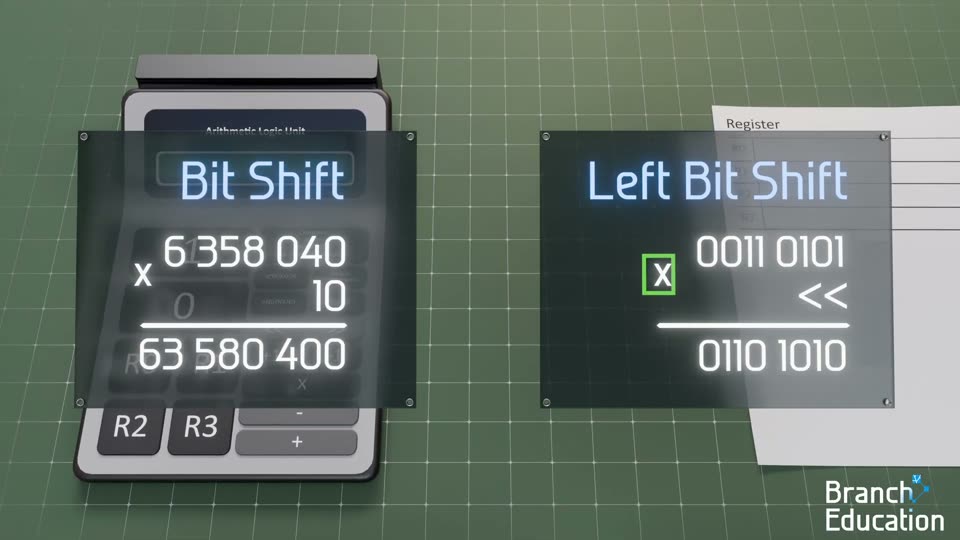 Arithmetic Logic Unit
Bit Shift
x 6 358 040
10
63 580 400
R2 R3
-
+
Register
Left Bit Shift
x 0011 0101
<<
0110 1010
Branch
Education